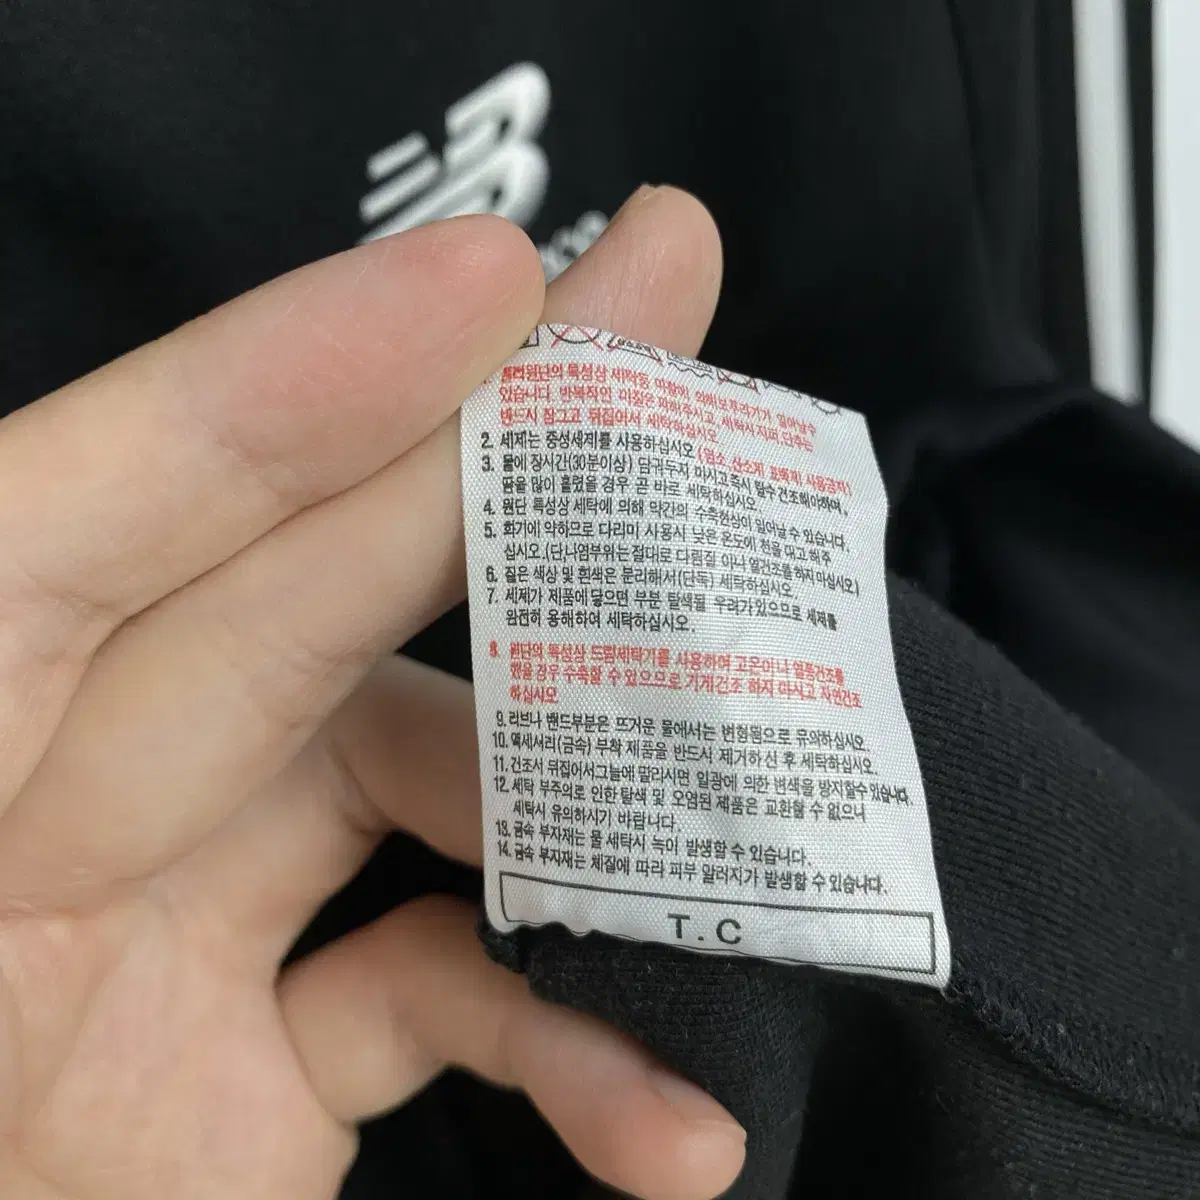 1. 플리원단의 특성상 세탁중 마찰에 의해 보푸러기가 일어날수
있습니다. 반복적인 마찰은 피해주시고, 세탁시 지퍼, 단추는
반드시 잠그고 뒤집어서 세탁하십시오
2. 세제는 중성세제를 사용하십시오 (염소 산소계 표백제 사용금지)
3. 물에 장시간(30분이상) 담궈두지 마시고 즉시 탈수 건조해야하며,
땀을 많이 흘렸을 경우 곧 바로 세탁하십시오.
4. 원단 특성상 세탁에 의해 약간의 수축현상이 일어날 수 있습니다.
5. 화기에 약하므로 다리미 사용시 낮은 온도에 천을 대고 해주
십시오.(단,나염부위는 절대로 다림질 이나 열건조를 하지 마십시오)
6. 짙은 색상 및 흰색은 분리해서(단독) 세탁하십시오
7. 세제가 제품에 닿으면 부분 탈색될 우려가 있으므로 세제를
완전히 용해하여 세탁하십시오.
8. 원단의 특성상 드럼세탁기를 사용하여 고온이나 열풍건조를
했을 경우 수축할 수 있으므로 기계건조 하지 마시고 자연건조
하십시오
9. 리브나 밴드부분은 뜨거운 물에서는 변형됨으로 유의하십시오.
10. 액세서리(금속) 부착 제품을 반드시 제거하신 후 세탁하십시오.
11. 건조시 뒤집어서그늘에 말리시면 일광에 의한 변색을 방지할수 있습니다.
12. 세탁 부주의로 인한 탈색 및 오염된 제품은 교환할 수 없으니
세탁시 유의하시기 바랍니다.
13. 금속 부자재는 물 세탁시 녹이 발생할 수 있습니다.
14. 금속 부자재는 체질에 따라 피부 알러지가 발생할 수 있습니다.
T.C